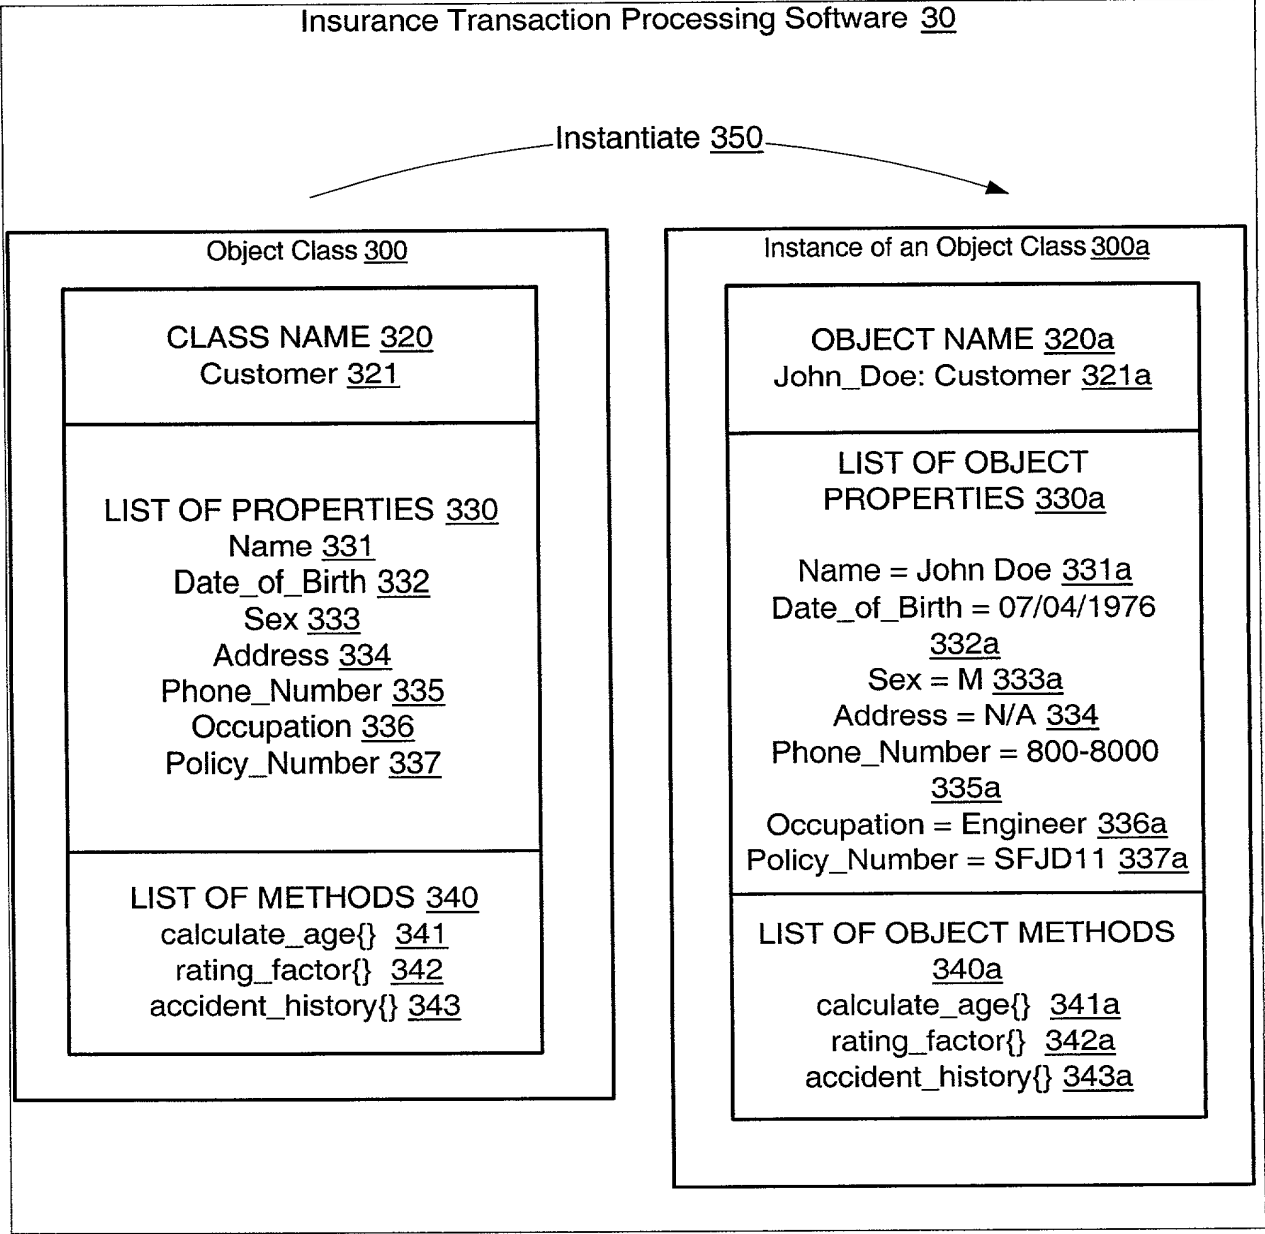 Insurance Transaction Processing Software 30
Instantiate 350
Object Class 300
CLASS NAME 320
Customer 321
LIST OF PROPERTIES 330
Name 331
Date_of_Birth 332
Sex 333
Address 334
Phone_Number 335
Occupation 336
Policy_Number 337
LIST OF METHODS 340
calculate_age{} 341
rating_factor{} 342
accident_history{} 343
Instance of an Object Class 300a
OBJECT NAME 320a
John_Doe: Customer 321a
LIST OF OBJECT
PROPERTIES 330a
Name = John Doe 331a
Date_of_Birth = 07/04/1976
332a
Sex = M 333a
Address = N/A 334
Phone_Number = 800-8000
335a
Occupation = Engineer 336a
Policy_Number = SFJD11 337a
LIST OF OBJECT METHODS
340a
calculate_age{} 341a
rating_factor{} 342a
accident_history{} 343a